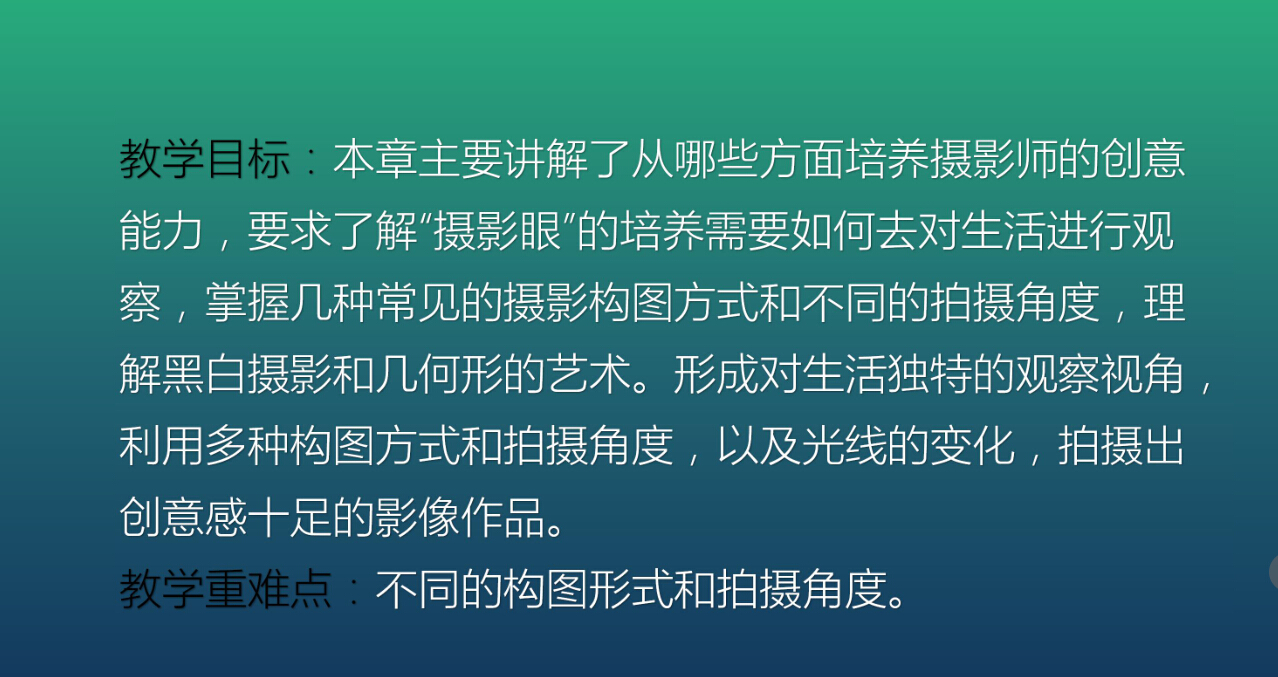 教学目标：本章主要讲解了从哪些方面培养摄影师的创意
能力，要求了解“摄影眼”的培养需要如何去对生活进行观
察，掌握几种常见的摄影构图方式和不同的拍摄角度，理
解黑白摄影和几何形的艺术。形成对生活独特的观察视角，
利用多种构图方式和拍摄角度，以及光线的变化，拍摄出
创意感十足的影像作品。
教学重难点：不同的构图形式和拍摄角度。